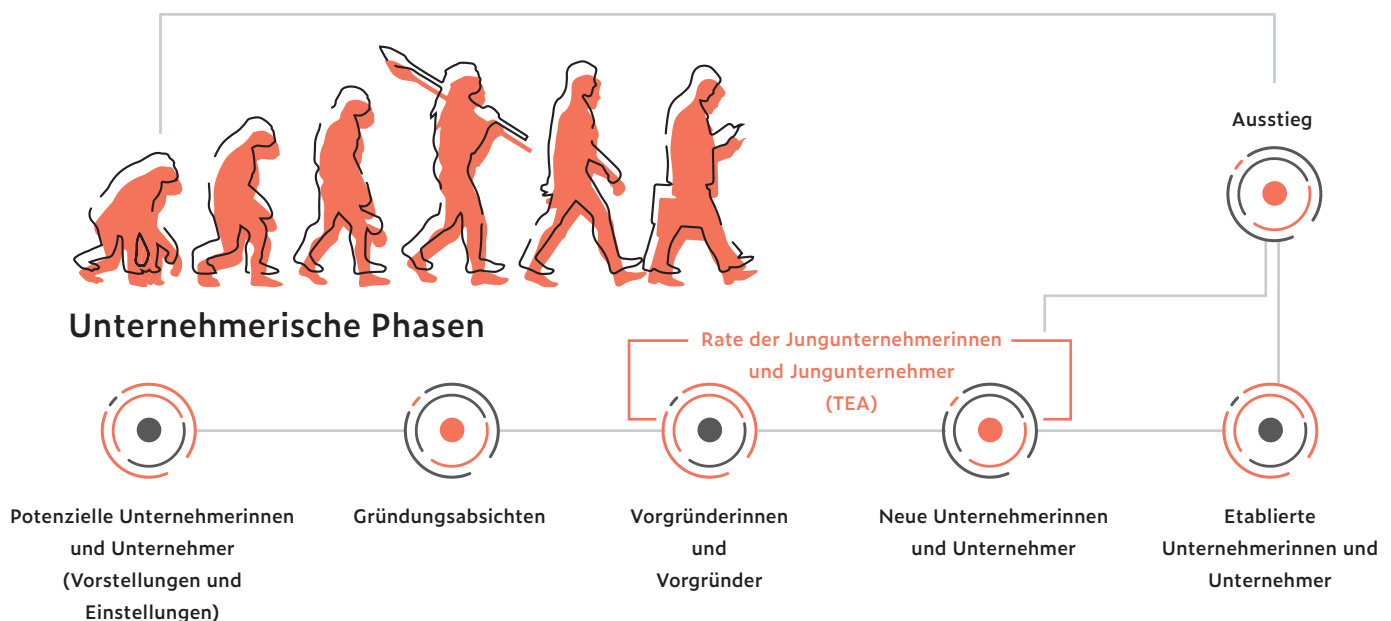 Ausstieg
Unternehmerische Phasen
Rate der Jungunternehmerinnen
und Jungunternehmer
(TEA)
Potenzielle Unternehmerinnen
und Unternehmer
(Vorstellungen und
Einstellungen)
Gründungsabsichten
Vorgründerinnen
und
Vorgründer
Neue Unternehmerinnen
und Unternehmer
Etablierte
Unternehmerinnen und
Unternehmer